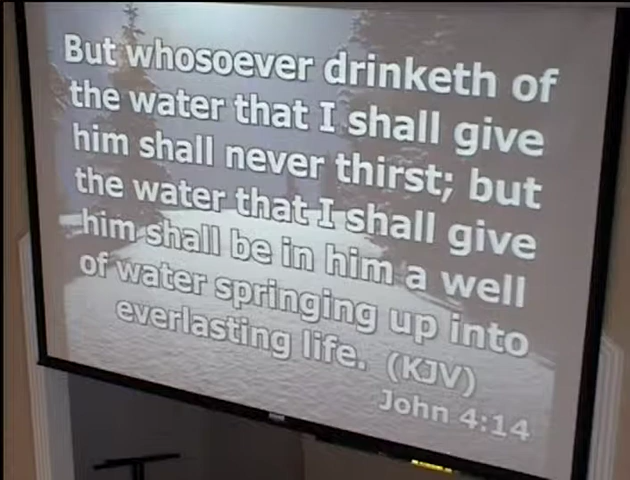 But whosoever drinketh of
the water that I shall give
him shall never thirst; but
the water that I shall give
him shall be in him a well
of water springing up into
everlasting life. (KJV)
John 4:14